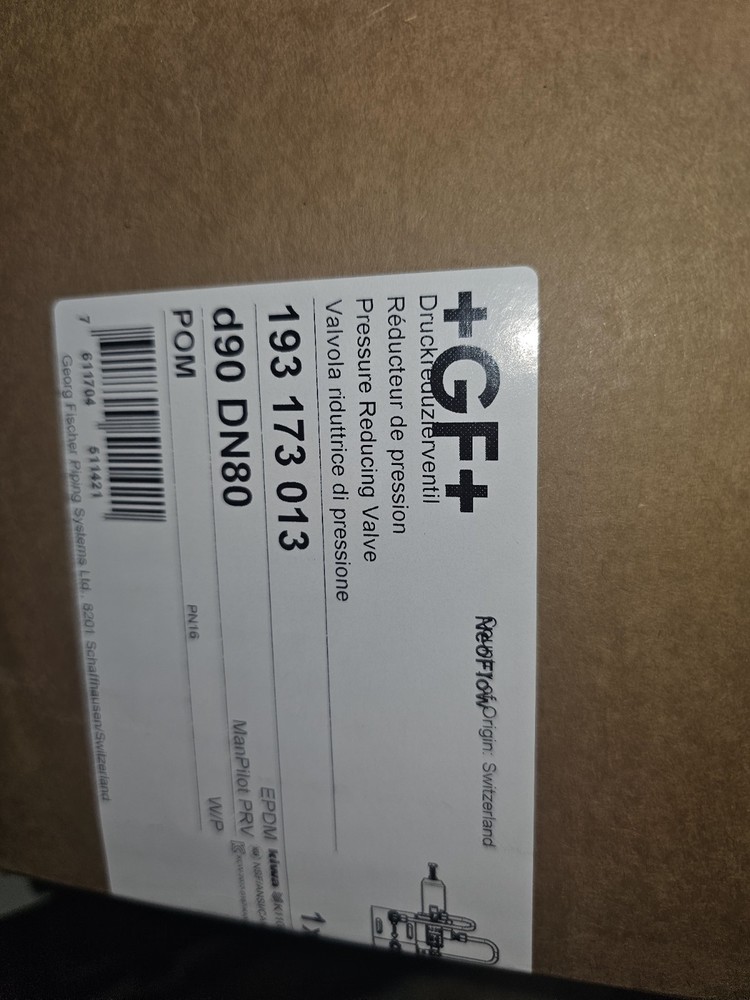 +GF+
NeoFlow
Country of Origin: Switzerland
Druckreduzierventil
Réducteur de pression
Pressure Reducing Valve
Valvola riduttrice di pressione
193 173 013
1x
EPDM kiwa
d90 DN80
ManPilot PRV
POM
PN16
W/P
7 611704 611421
Georg Fischer Piping Systems Ltd., 8201 Schaffhausen/Switzerland